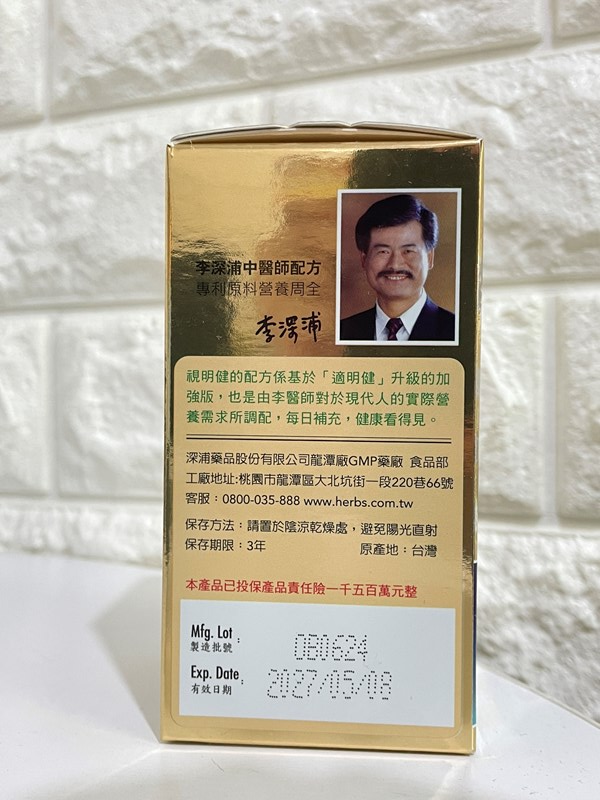 李深浦中醫師配方
專利原料營養周全
李深浦
視明健的配方係基於「適明健」升級的加
強版，也是由李醫師對於現代人的實際營
養需求所調配，每日補充，健康看得見。
深浦藥品股份有限公司龍潭廠GMP藥廠 食品部
工廠地址:桃園市龍潭區大北坑街一段220巷66號
客服：0800-035-888 www.herbs.com.tw
保存方法：請置於陰涼乾燥處，避免陽光直射
保存期限：3年 原產地：台灣
本產品已投保產品責任險一千五百萬元整
Mfg. Lot : 080624
製造批號
Exp. Date : 2027/05/08
有效日期